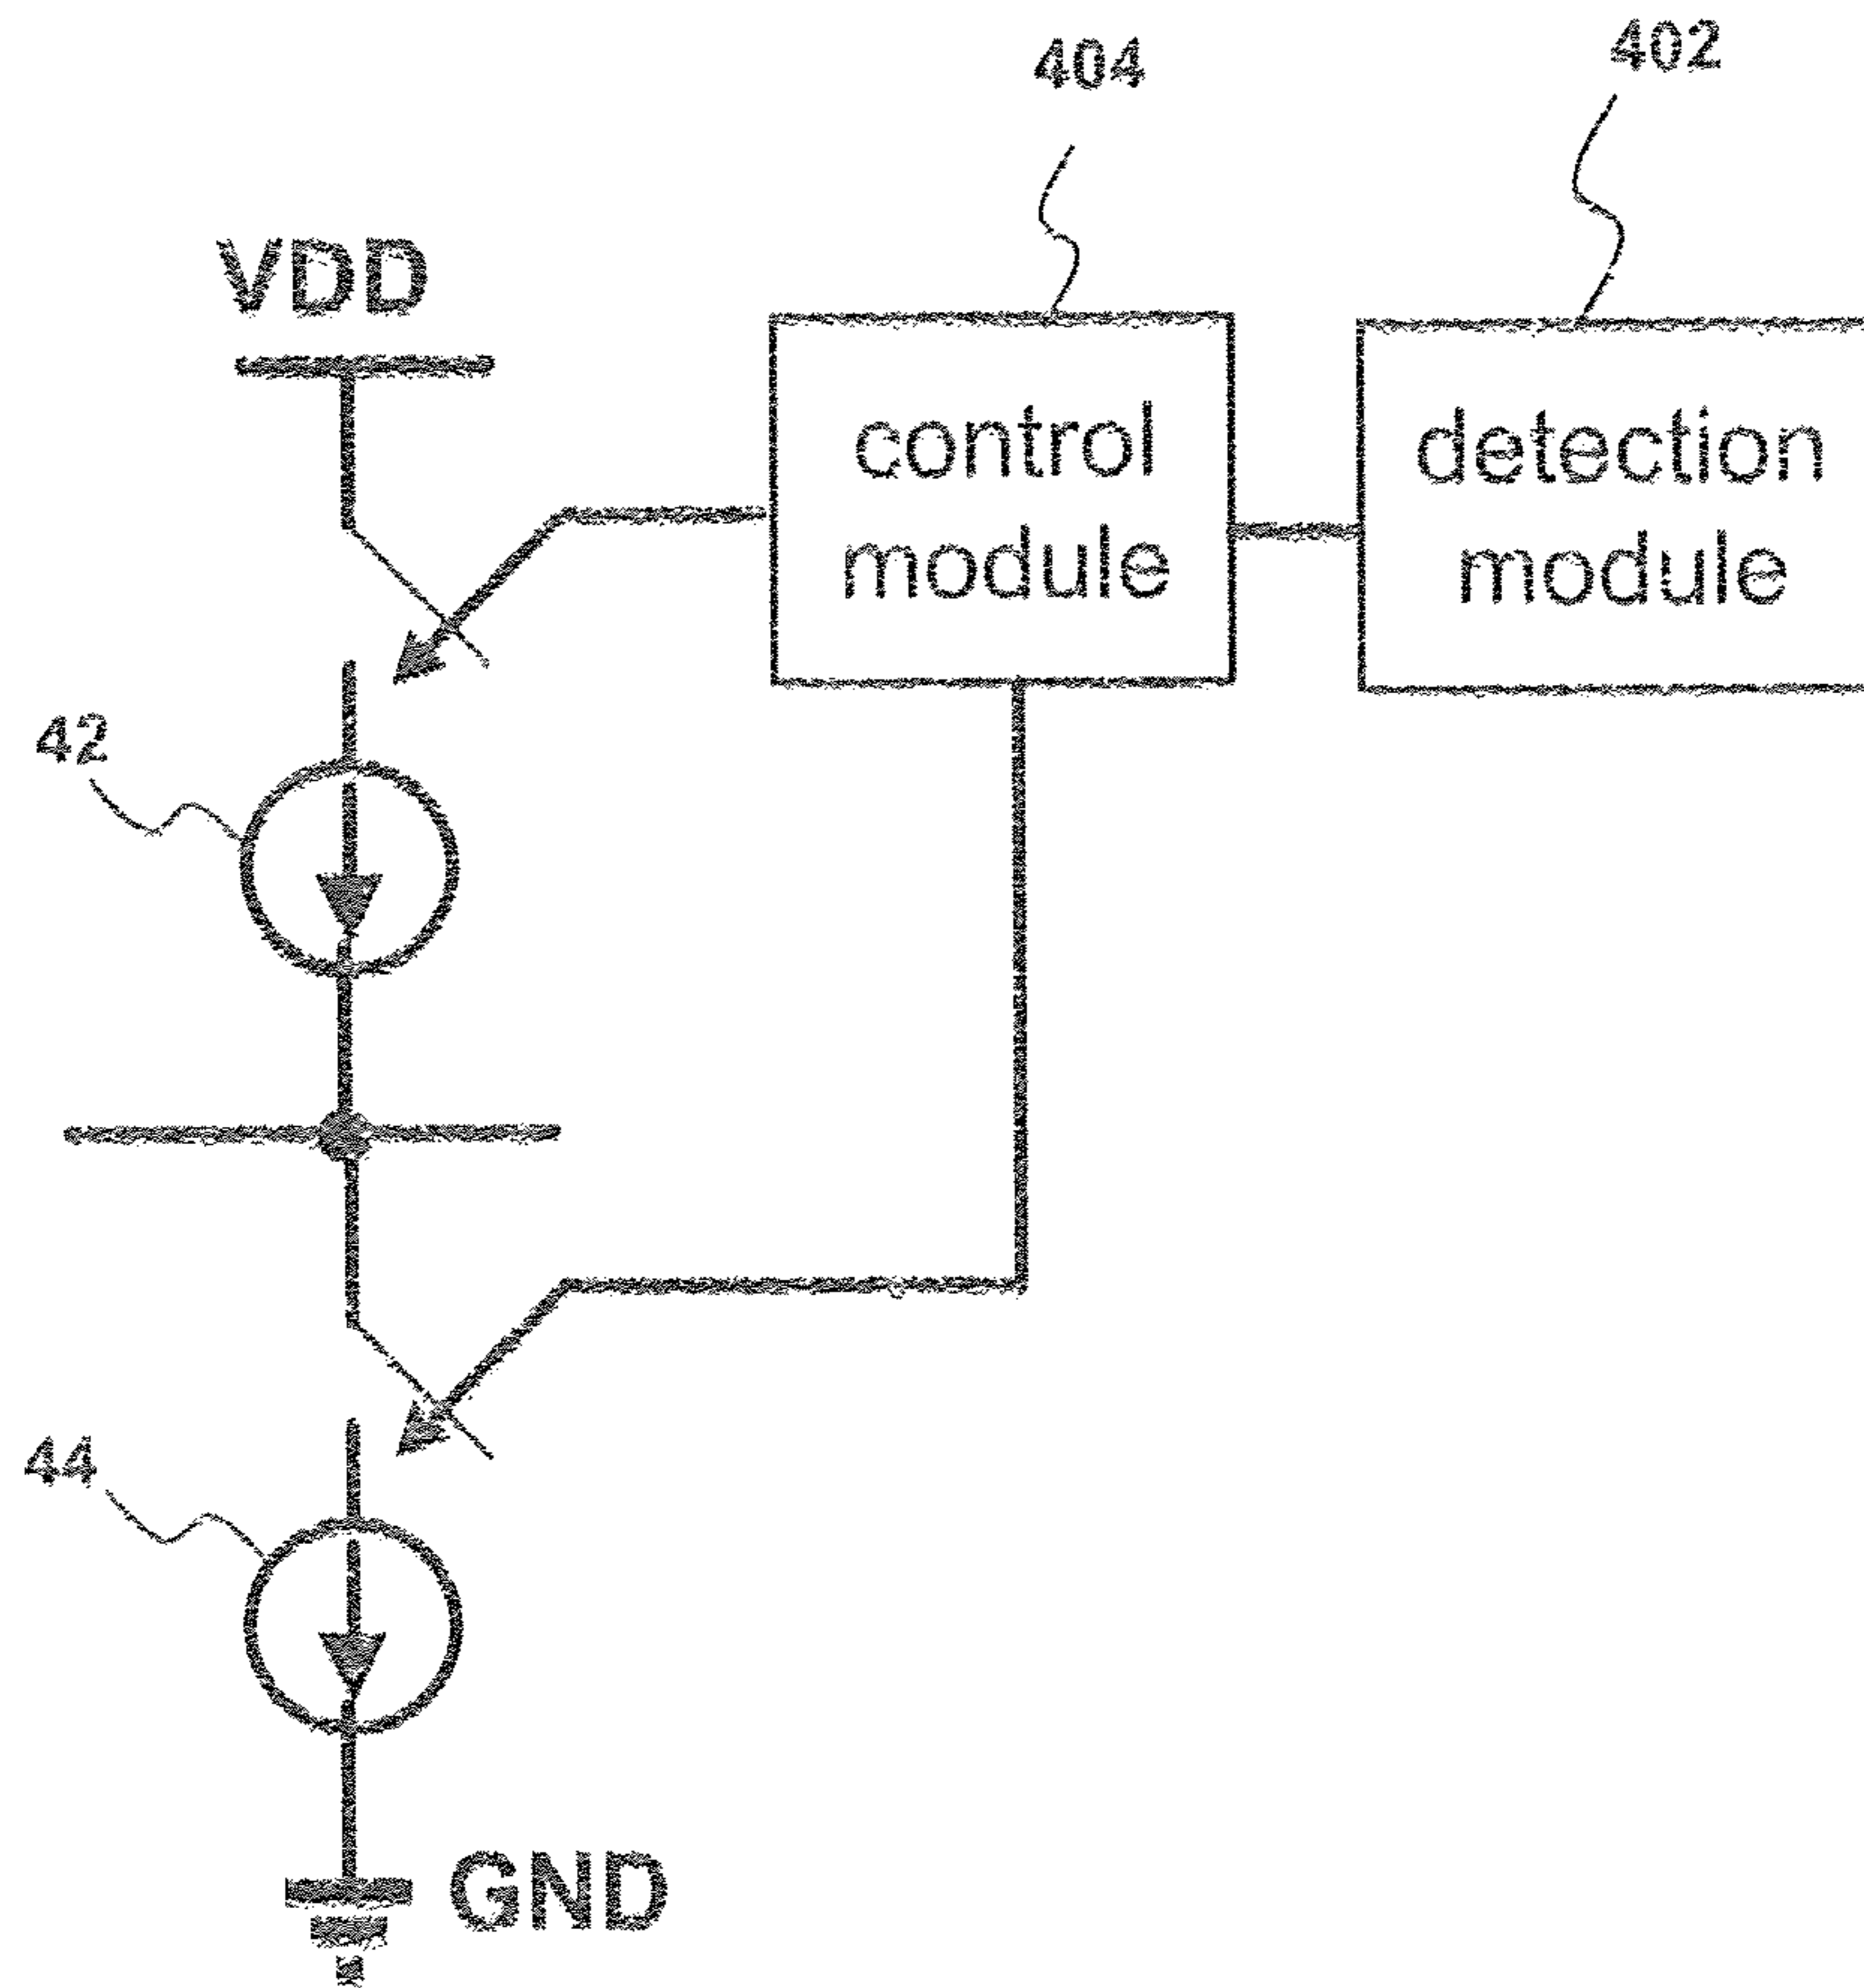 404
402
VDD
control
module
detection
module
42
44
GND